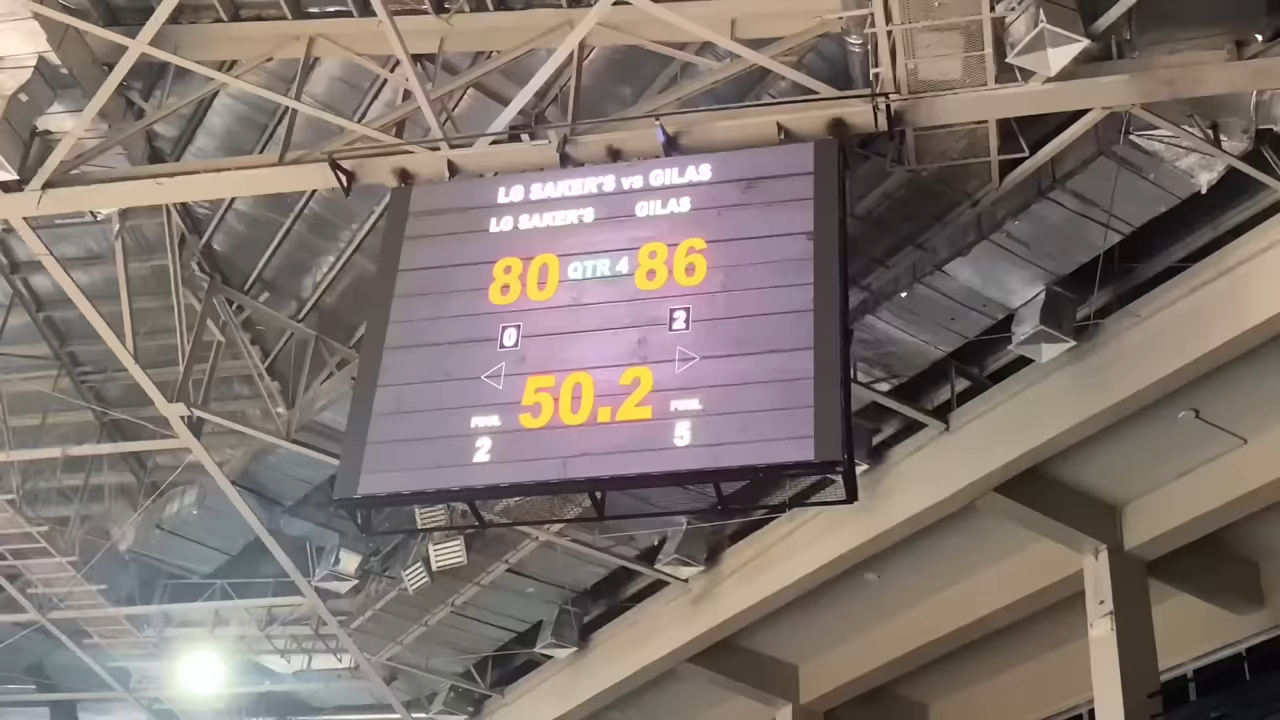 LG SAKER'S vs GILAS
LG SAKER'S GILAS
80 QTR 4 86
0 2
50.2
FOUL FOUL
2 5